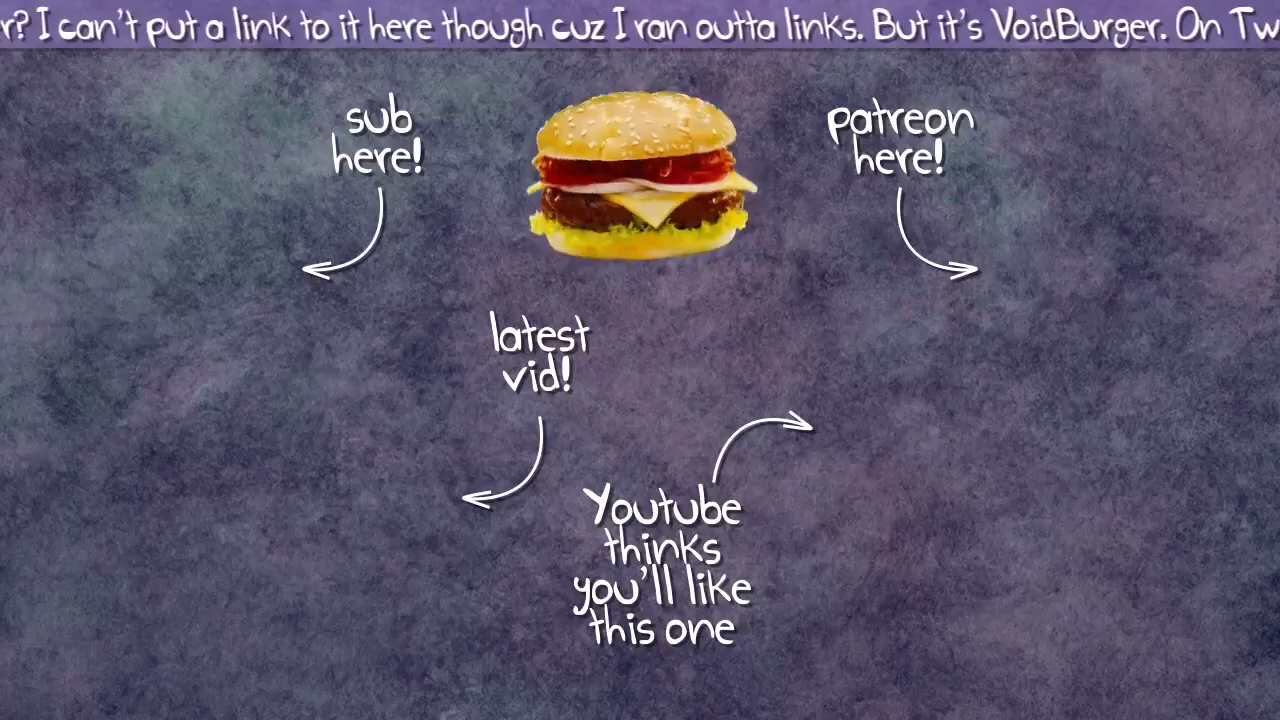 I can't put a link to it here though cuz I ran outta links. But it's VoidBurger. On
sub
here!
patreon
here!
latest
vid!
Youtube
thinks
you'll like
this one